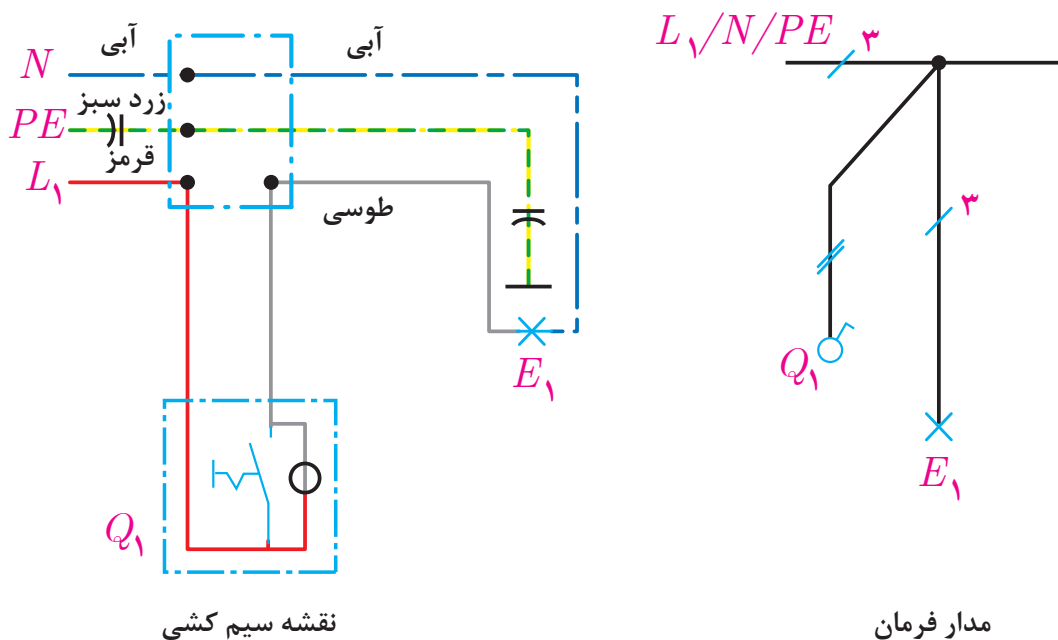 آبی
آبی
N
زرد سبز
PE
قرمز
L۱
طوسی
E۱
Q۱
نقشه سیم کشی
L۱/N/PE ۳
۳
Q۱
E۱
مدار فرمان